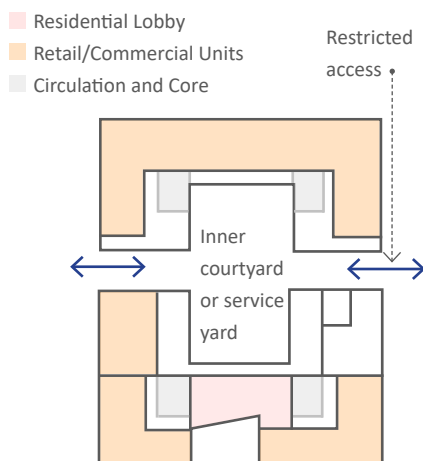 Residential Lobby
Retail/Commercial Units
Circulation and Core
Restricted
access
Inner
courtyard
or service
yard